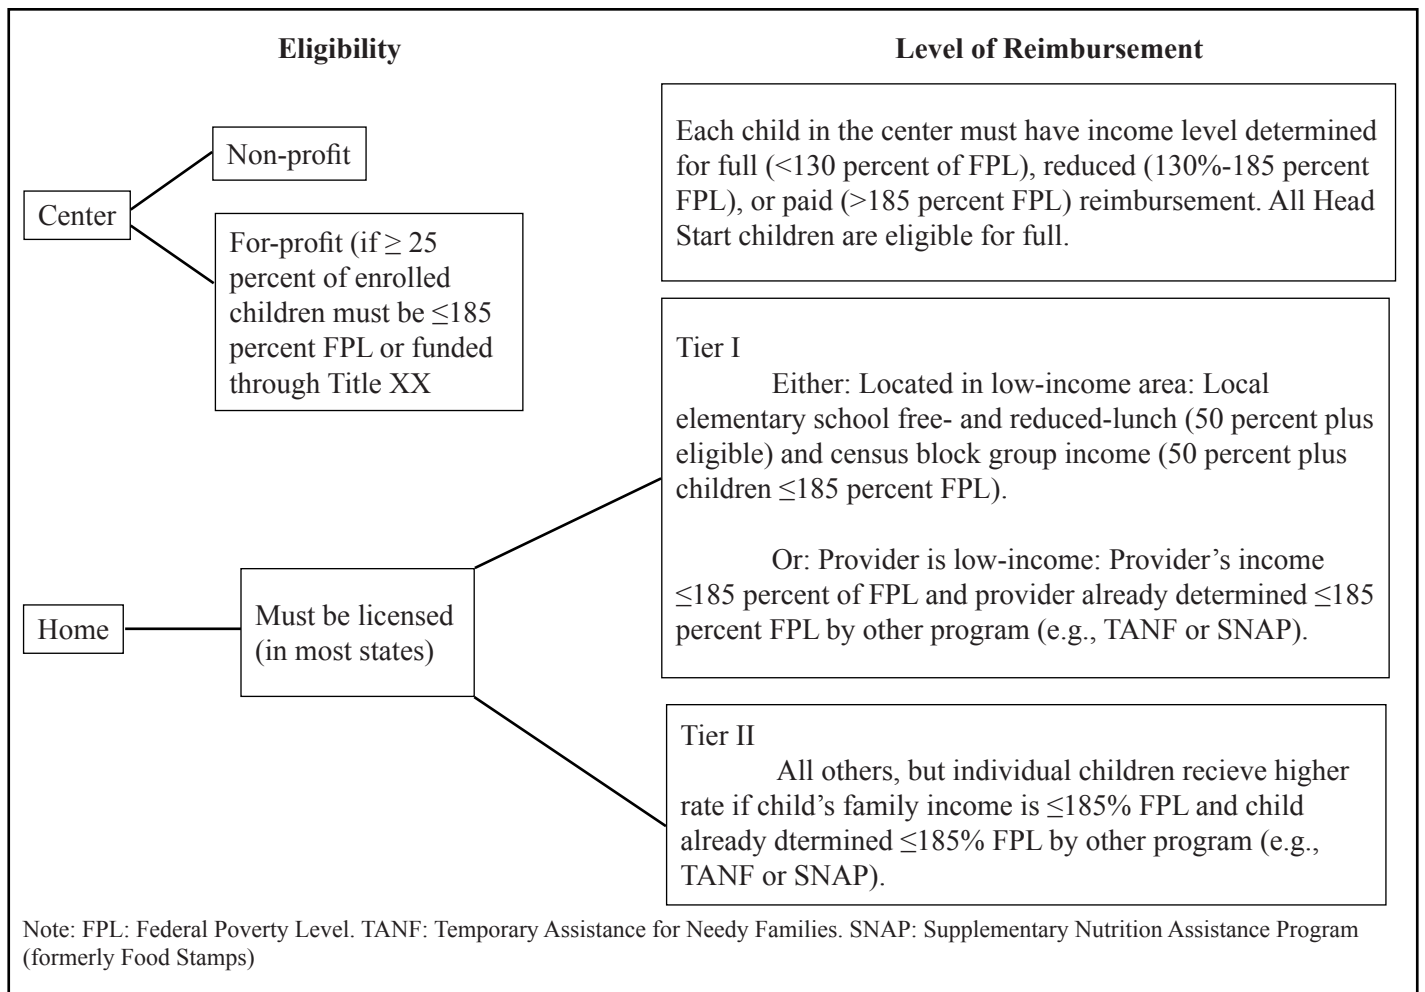 Eligibility
Level of Reimbursement
Center
Non-profit
For-profit (if ≥ 25
percent of enrolled
children must be ≤185
percent FPL or funded
through Title XX
Each child in the center must have income level determined
for full (<130 percent of FPL), reduced (130%-185 percent
FPL), or paid (>185 percent FPL) reimbursement. All Head
Start children are eligible for full.
Home
Must be licensed
(in most states)
Tier I
Either: Located in low-income area: Local
elementary school free- and reduced-lunch (50 percent plus
eligible) and census block group income (50 percent plus
children ≤185 percent FPL).
Or: Provider is low-income: Provider’s income
≤185 percent of FPL and provider already determined ≤185
percent FPL by other program (e.g., TANF or SNAP).
Tier II
All others, but individual children recieve higher
rate if child’s family income is ≤185% FPL and child
already dtermined ≤185% FPL by other program (e.g.,
TANF or SNAP).
Note: FPL: Federal Poverty Level. TANF: Temporary Assistance for Needy Families. SNAP: Supplementary Nutrition Assistance Program
(formerly Food Stamps)